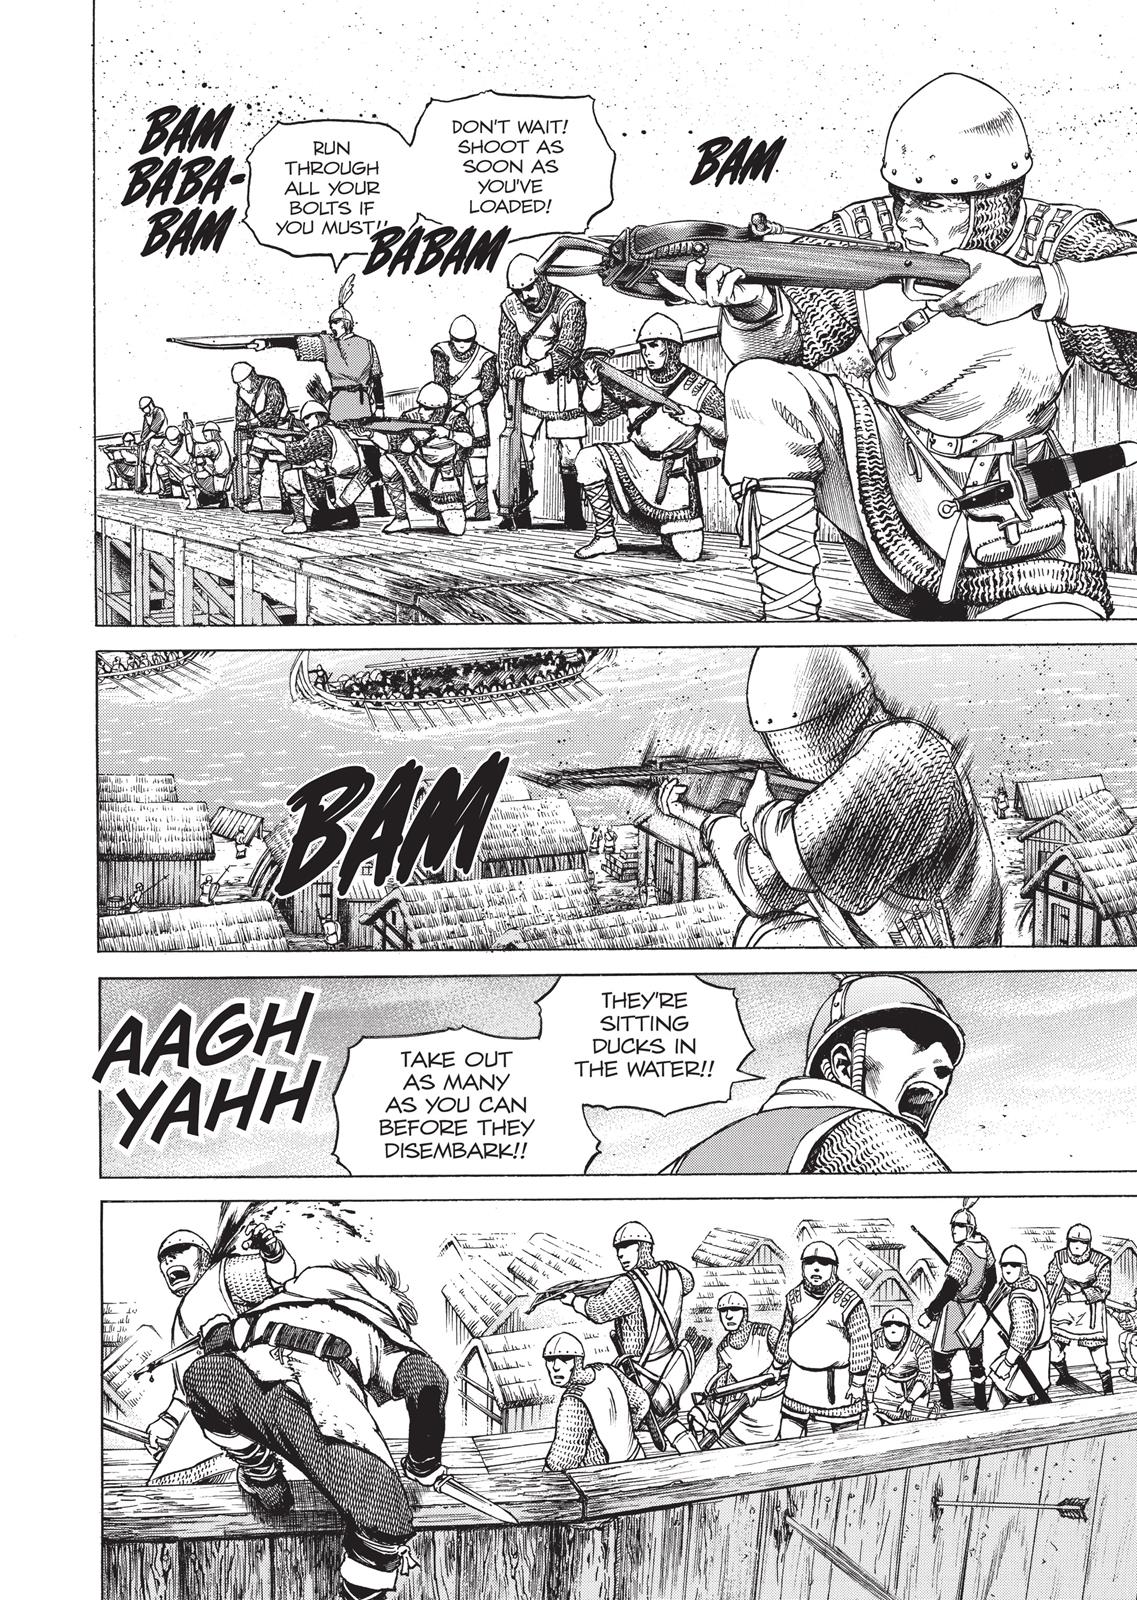 BAM
DON'T WAIT!
SHOOT AS
SOON AS
YOU'VE
LOADED!
RUN
THROUGH
ALL YOUR
BOLTS IF
YOU MUST!!
BABAM
BAM
BABA-
BAM
BAM
THEY'RE
SITTING
DUCKS IN
THE WATER!!
TAKE OUT
AS MANY
AS YOU CAN
BEFORE THEY
DISEMBARK!!
AAGH
YAHH